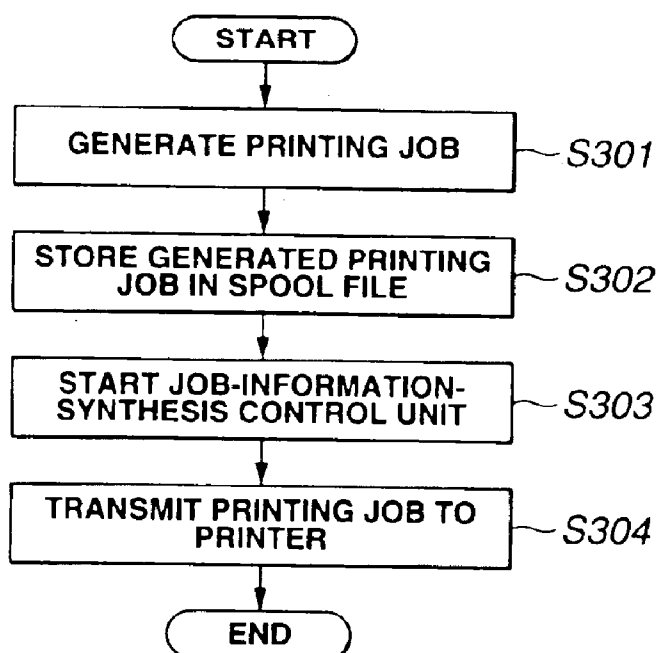 START
GENERATE PRINTING JOB
S301
STORE GENERATED PRINTING
JOB IN SPOOL FILE
S302
START JOB-INFORMATION-
SYNTHESIS CONTROL UNIT
S303
TRANSMIT PRINTING JOB TO
PRINTER
S304
END